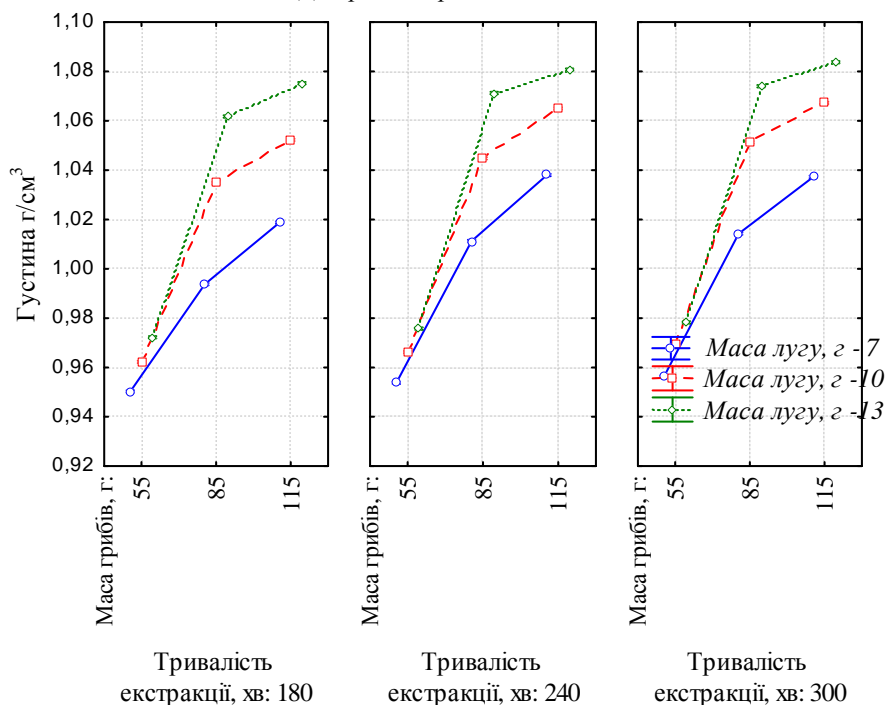 1,10
1,08
1,06
1,04
1,02
1,00
0,98
0,96
0,94
0,92
Густина г/см³
Маса грибів, г:
55
85
115
Маса грибів, г:
55
85
115
Маса грибів, г:
55
85
115
Маса лугу, г -7
Маса лугу, г -10
Маса лугу, г -13
Тривалість
екстракції, хв: 180
Тривалість
екстракції, хв: 240
Тривалість
екстракції, хв: 300